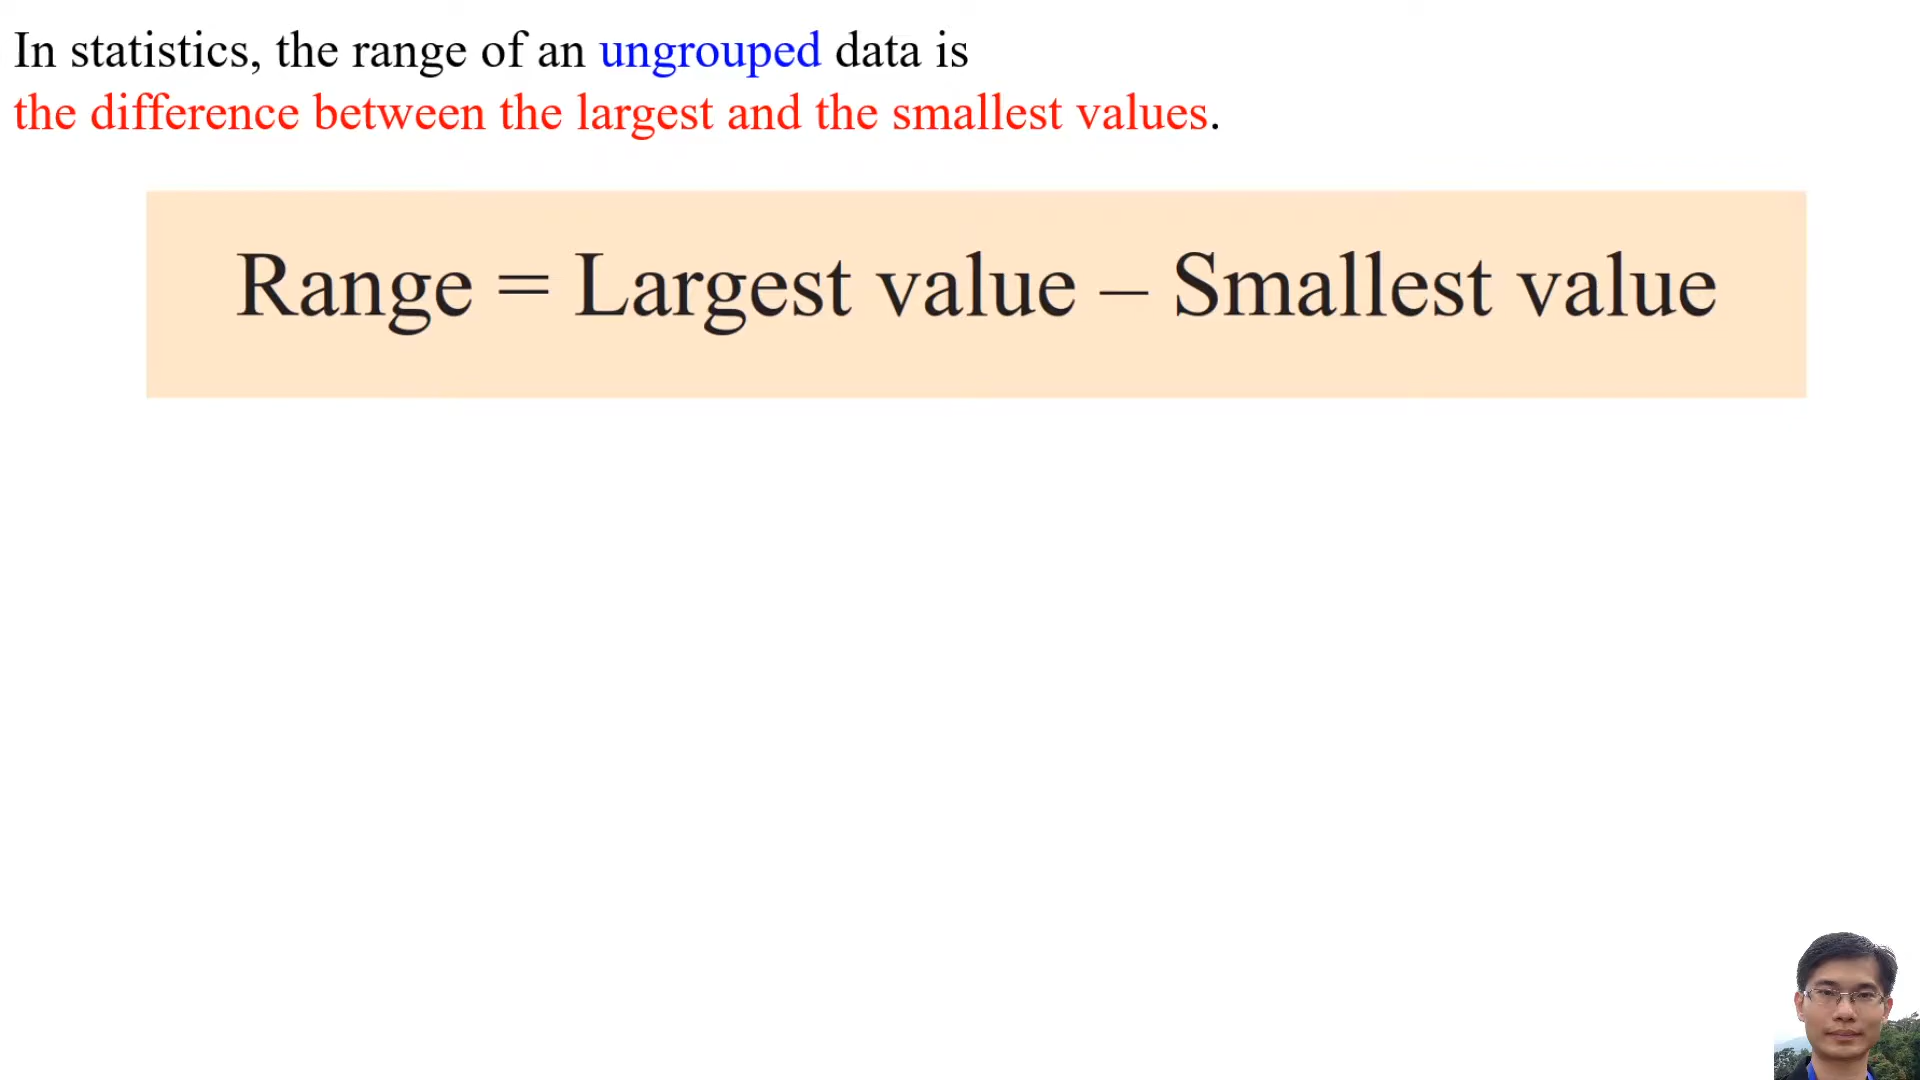 In statistics, the range of an ungrouped data is
the difference between the largest and the smallest values.
Range = Largest value – Smallest value